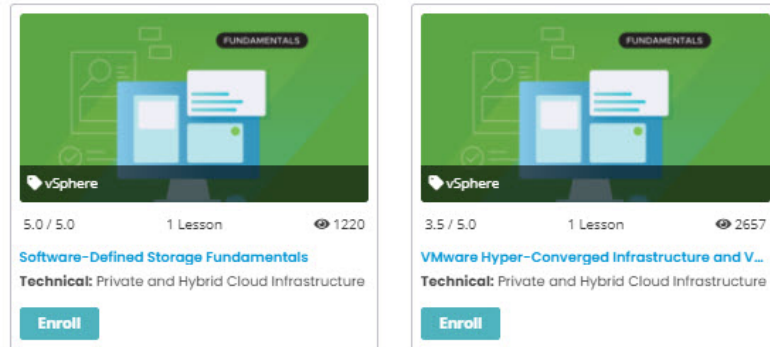 FUNDAMENTALS
vSphere
5.0 / 5.0 1 Lesson 1220
Software-Defined Storage Fundamentals
Technical: Private and Hybrid Cloud Infrastructure
Enroll
FUNDAMENTALS
vSphere
3.5 / 5.0 1 Lesson 2657
VMware Hyper-Converged Infrastructure and V...
Technical: Private and Hybrid Cloud Infrastructure
Enroll